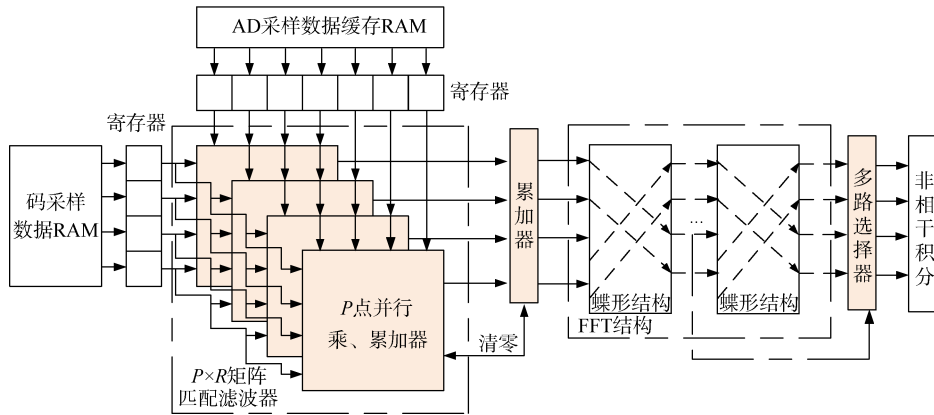 AD采样数据缓存RAM
寄存器
寄存器
码采样
数据RAM
P点并行
乘、累加器
P×R矩阵
匹配滤波器
累加器
清零
蝶形结构
...
蝶形结构
FFT结构
多路选择器
非相干积分